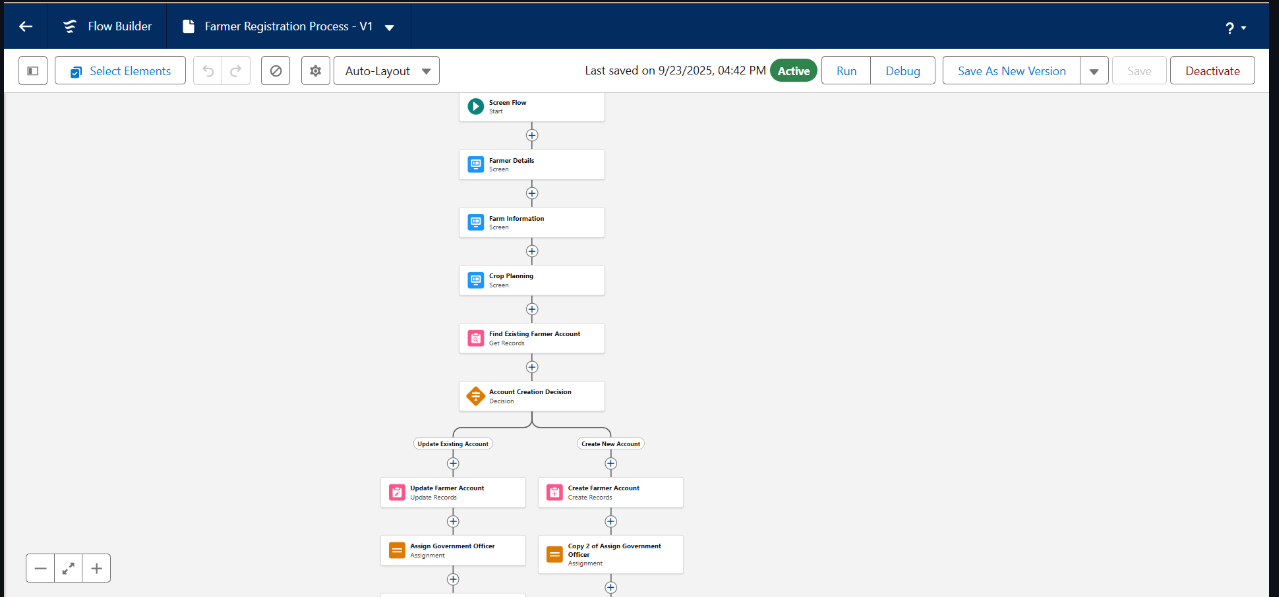 Flow Builder
Farmer Registration Process - V1
?
Select Elements
Auto-Layout
Last saved on 9/23/2025, 04:42 PM
Active
Run
Debug
Save As New Version
Save
Deactivate
Screen Flow
Start
Farmer Details
Screen
Farm Information
Screen
Crop Planning
Screen
Find Existing Farmer Account
Get Records
Account Creation Decision
Decision
Update Existing Account
Create New Account
Update Farmer Account
Update Records
Create Farmer Account
Create Records
Assign Government Officer
Assignment
Copy 2 of Assign Government
Officer
Assignment